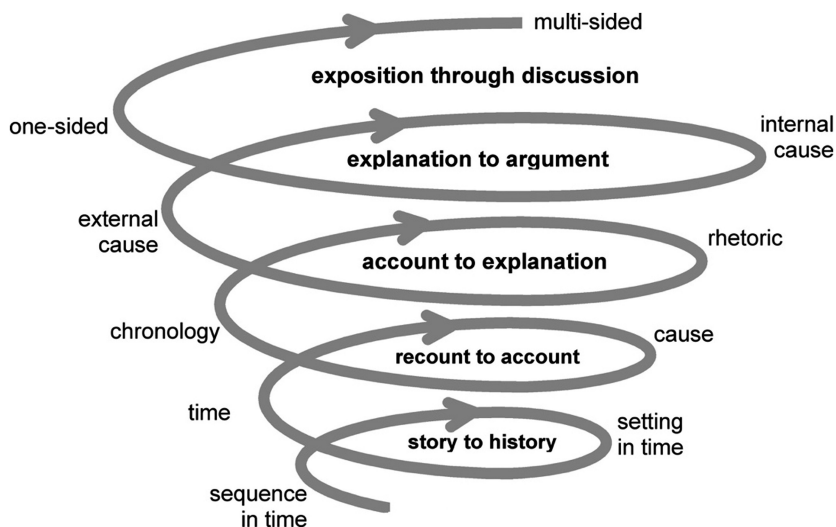 multi-sided
exposition through discussion
one-sided
internal
cause
explanation to argument
external
cause
rhetoric
account to explanation
chronology
cause
recount to account
time
setting
in time
story to history
sequence
in time